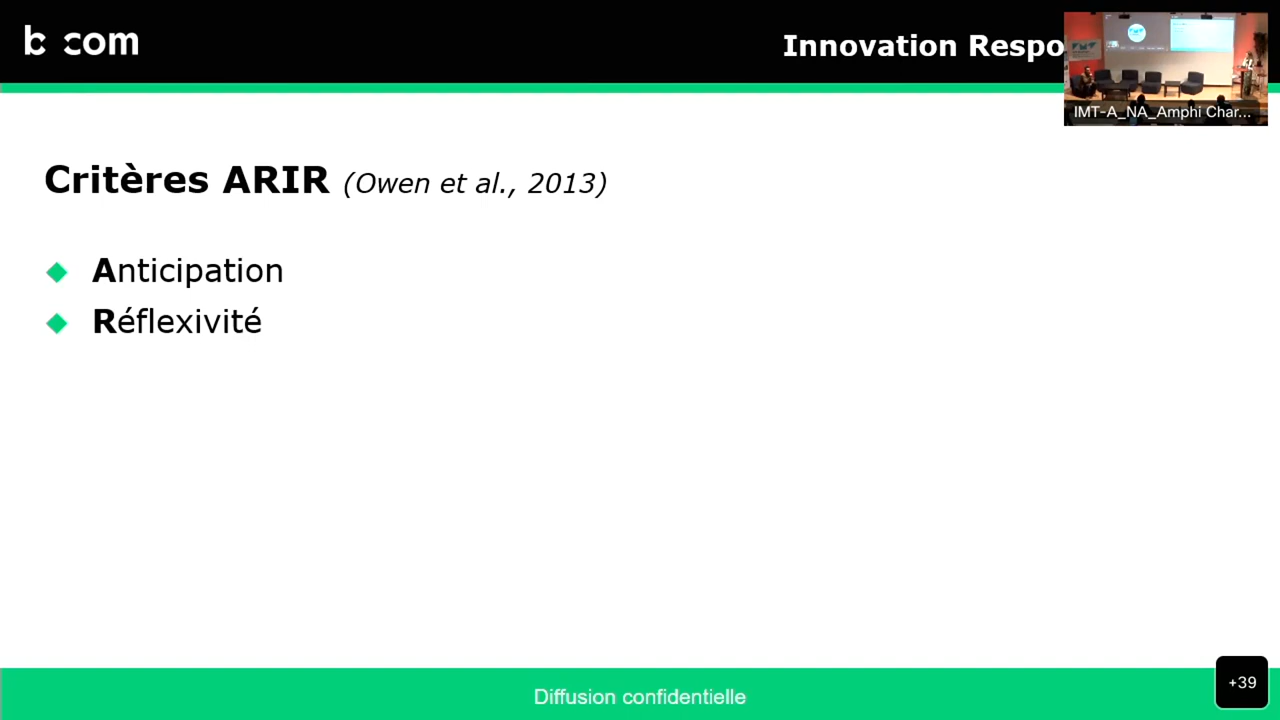 b com
Innovation Respo
IMT-A_NA_Amphi Char...
Critères ARIR (Owen et al., 2013)
Anticipation
Réflexivité
Diffusion confidentielle
+39